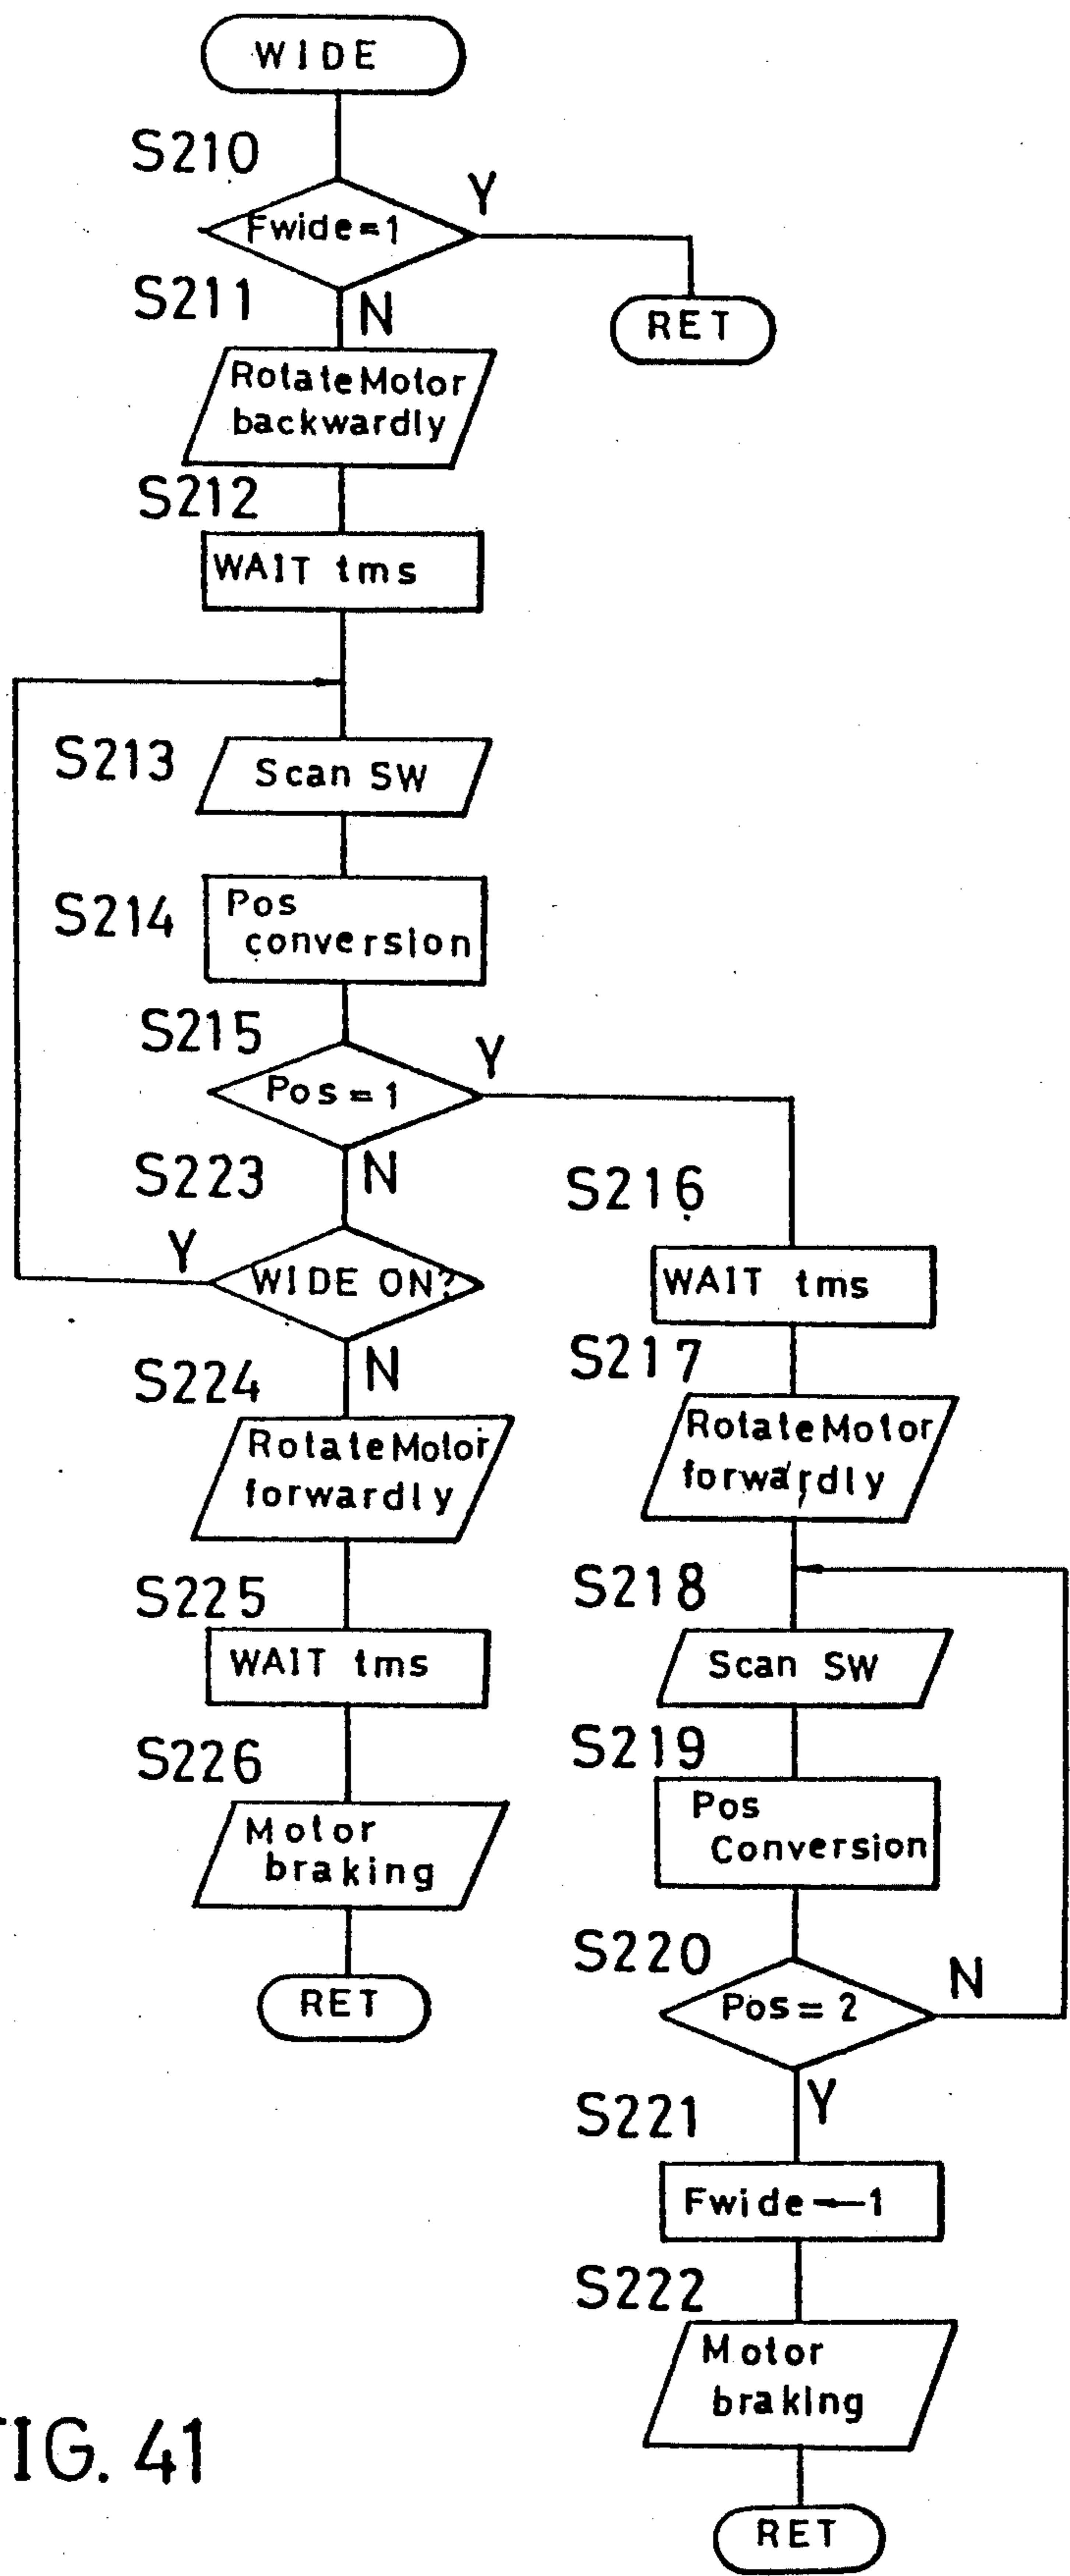 WIDE
S210
Y
Fwide=1
S211
N
RET
RotateMotor
backwardly
S212
WAIT tms
S213
Scan SW
S214
Pos
conversion
S215
Y
Pos=1
S223
N
Y
WIDE ON?
S224
N
RotateMotor
forwardly
S225
WAIT tms
S226
Motor
braking
RET
S216
WAIT tms
S217
RotateMotor
forwardly
S218
Scan SW
S219
Pos
Conversion
S220
N
Pos=2
S221
Y
Fwide←1
S222
Motor
braking
RET
FIG. 41